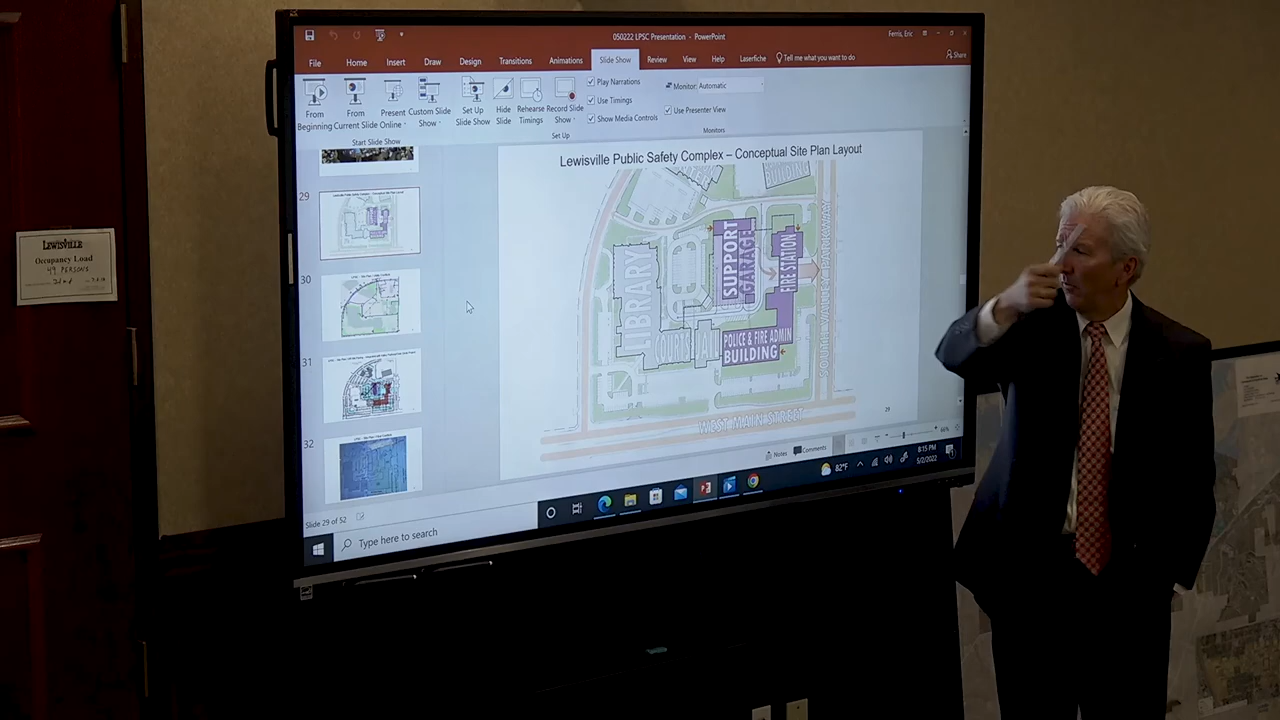 050222 LPSC Presentation - PowerPoint
Ferris, Eric
File Home Insert Draw Design Transitions Animations Slide Show Review View Help Laserfiche Tell me what you want to do
Share
From Beginning
From Current Slide
Present Online
Custom Slide Show
Set Up Slide Show
Hide Slide
Rehearse Timings
Record Slide Show
Play Narrations
Use Timings
Show Media Controls
Monitor: Automatic
Use Presenter View
Start Slide Show
Set Up
Monitors
29
30
31
32
Lewisville Public Safety Complex – Conceptual Site Plan Layout
BUILDING
LIBRARY
SUPPORT
GARAGE
FIRE STATION
POLICE & FIRE ADMIN
BUILDING
SOUTH VALLEY PARKWAY
WEST MAIN STREET
29
Notes
Comments
66%
Slide 29 of 52
Type here to search
82°F
8:15 PM
5/2/2022
LEWISVILLE
Occupancy Load
49 PERSONS